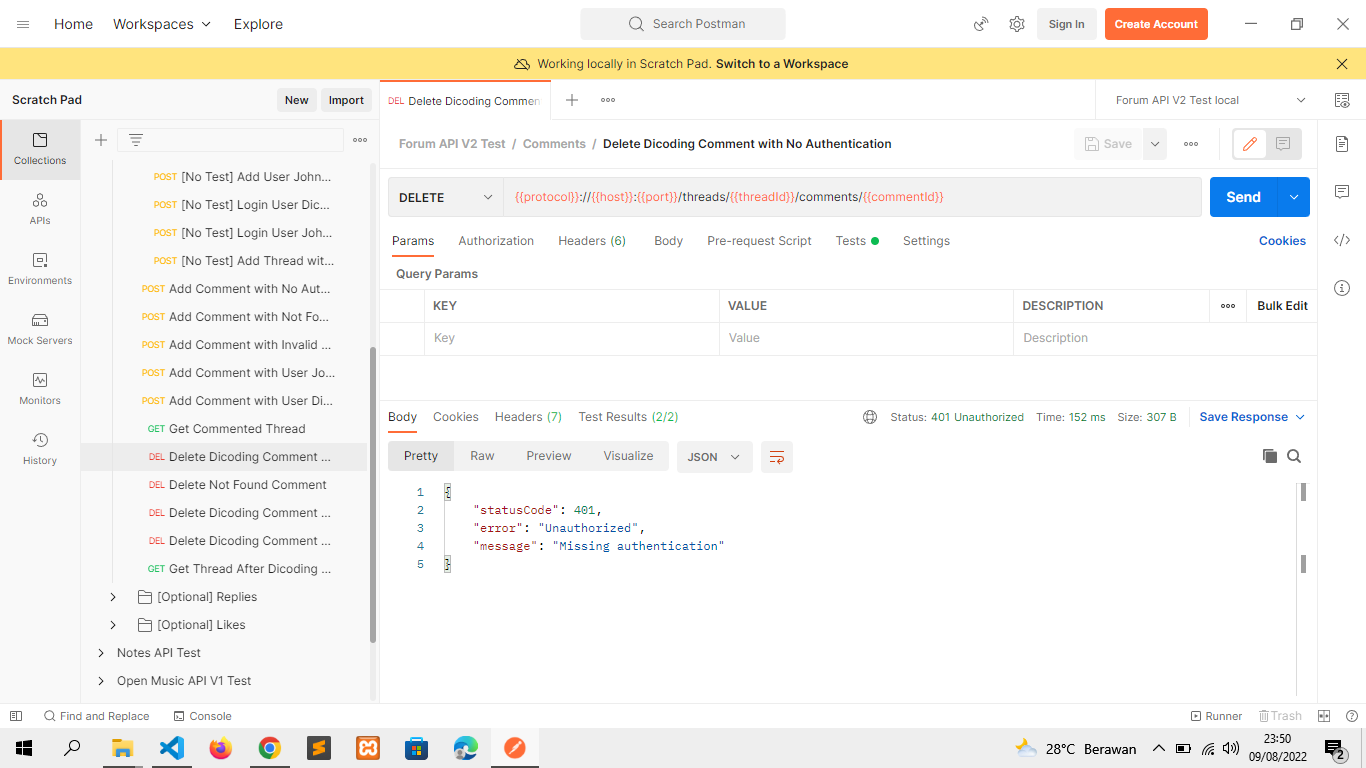 Home
Workspaces
Explore
Search Postman
Sign In
Create Account
Working locally in Scratch Pad. Switch to a Workspace
Scratch Pad
New
Import
DEL Delete Dicoding Commen
Forum API V2 Test local
Collections
APIs
Environments
Mock Servers
Monitors
History
POST [No Test] Add User John...
POST [No Test] Login User Dic...
POST [No Test] Login User Joh...
POST [No Test] Add Thread wit...
POST Add Comment with No Aut...
POST Add Comment with Not Fo...
POST Add Comment with Invalid ...
POST Add Comment with User Jo...
POST Add Comment with User Di...
GET Get Commented Thread
DEL Delete Dicoding Comment ...
DEL Delete Not Found Comment
DEL Delete Dicoding Comment ...
DEL Delete Dicoding Comment ...
GET Get Thread After Dicoding ...
[Optional] Replies
[Optional] Likes
Notes API Test
Open Music API V1 Test
Forum API V2 Test / Comments / Delete Dicoding Comment with No Authentication
Save
DELETE
{{protocol}}://{{host}}:{{port}}/threads/{{threadId}}/comments/{{commentId}}
Send
Params
Authorization
Headers (6)
Body
Pre-request Script
Tests
Settings
Cookies
Query Params
KEY
VALUE
DESCRIPTION
Bulk Edit
Key
Value
Description
Body
Cookies
Headers (7)
Test Results (2/2)
Status: 401 Unauthorized
Time: 152 ms
Size: 307 B
Save Response
Pretty
Raw
Preview
Visualize
JSON
1 {
2 "statusCode": 401,
3 "error": "Unauthorized",
4 "message": "Missing authentication"
5 }
Find and Replace
Console
Runner
Trash
28°C Berawan
23:50
09/08/2022
2